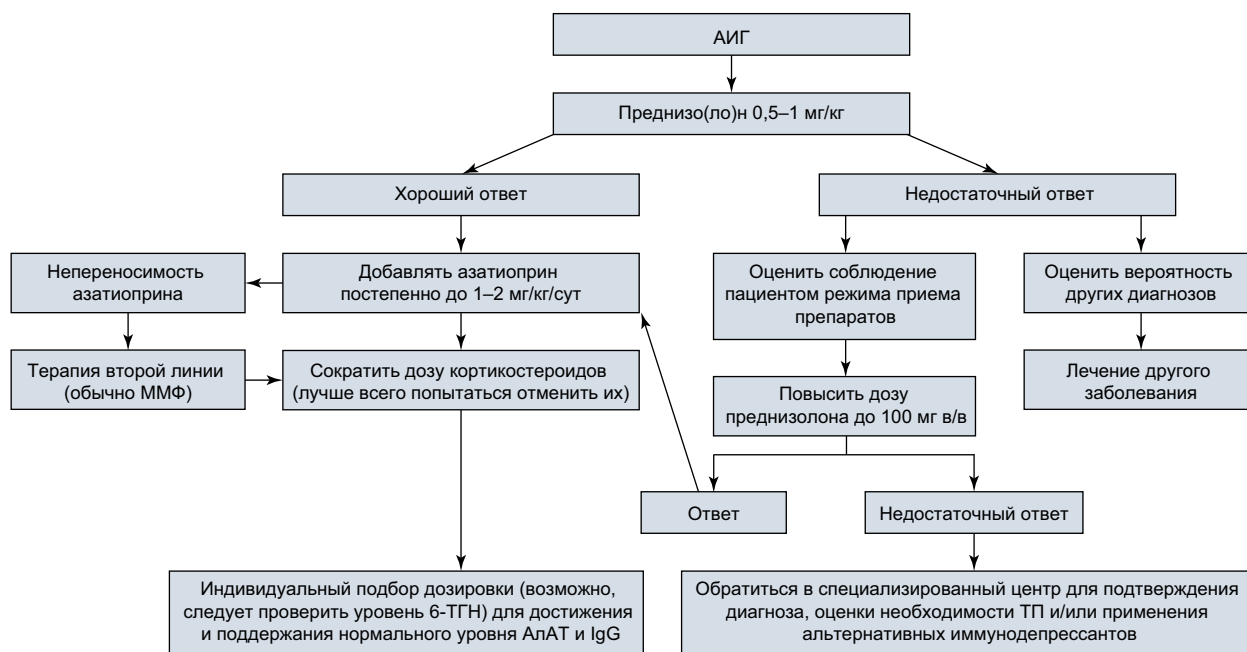 АИГ
Преднизо(ло)н 0,5–1 мг/кг
Хороший ответ
Недостаточный ответ
Непереносимость
азатиоприна
Добавлять азатиоприн
постепенно до 1–2 мг/кг/сут
Оценить соблюдение
пациентом режима приема
препаратов
Оценить вероятность
других диагнозов
Терапия второй линии
(обычно ММФ)
Сократить дозу кортикостероидов
(лучше всего попытаться отменить их)
Повысить дозу
преднизолона до 100 мг в/в
Лечение другого
заболевания
Ответ
Недостаточный ответ
Индивидуальный подбор дозировки (возможно,
следует проверить уровень 6-ТГН) для достижения
и поддержания нормального уровня АлАТ и IgG
Обратиться в специализированный центр для подтверждения
диагноза, оценки необходимости ТП и/или применения
альтернативных иммунодепрессантов